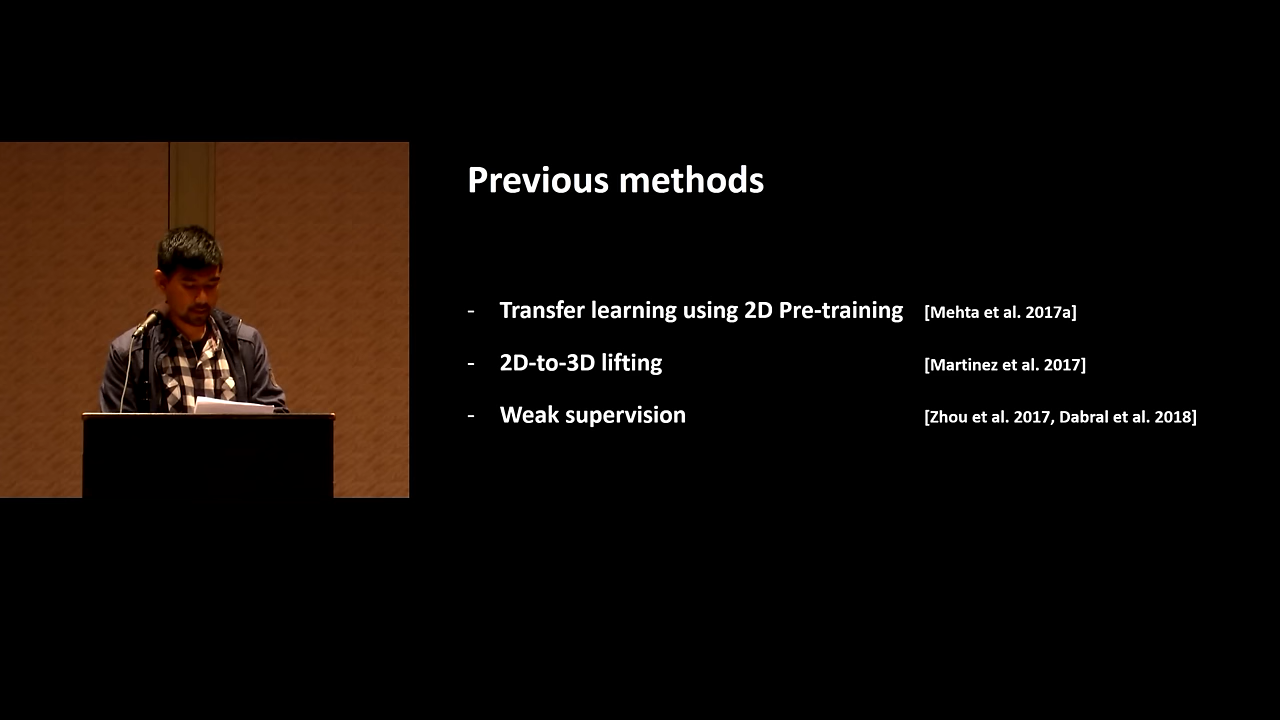 Previous methods
- Transfer learning using 2D Pre-training [Mehta et al. 2017a]
- 2D-to-3D lifting [Martinez et al. 2017]
- Weak supervision [Zhou et al. 2017, Dabral et al. 2018]